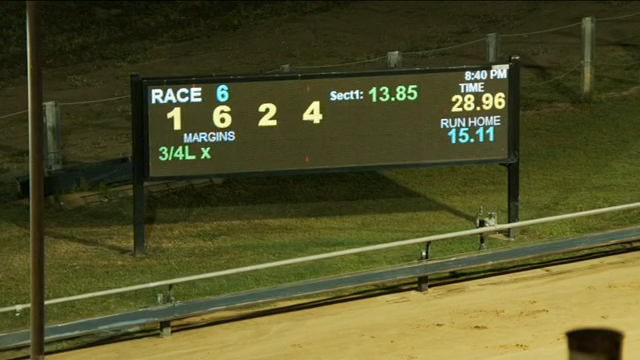 RACE 6 Sect1: 13.85 8:40 PM
TIME
1 6 2 4 28.96
MARGINS RUN HOME
3/4L x 15.11